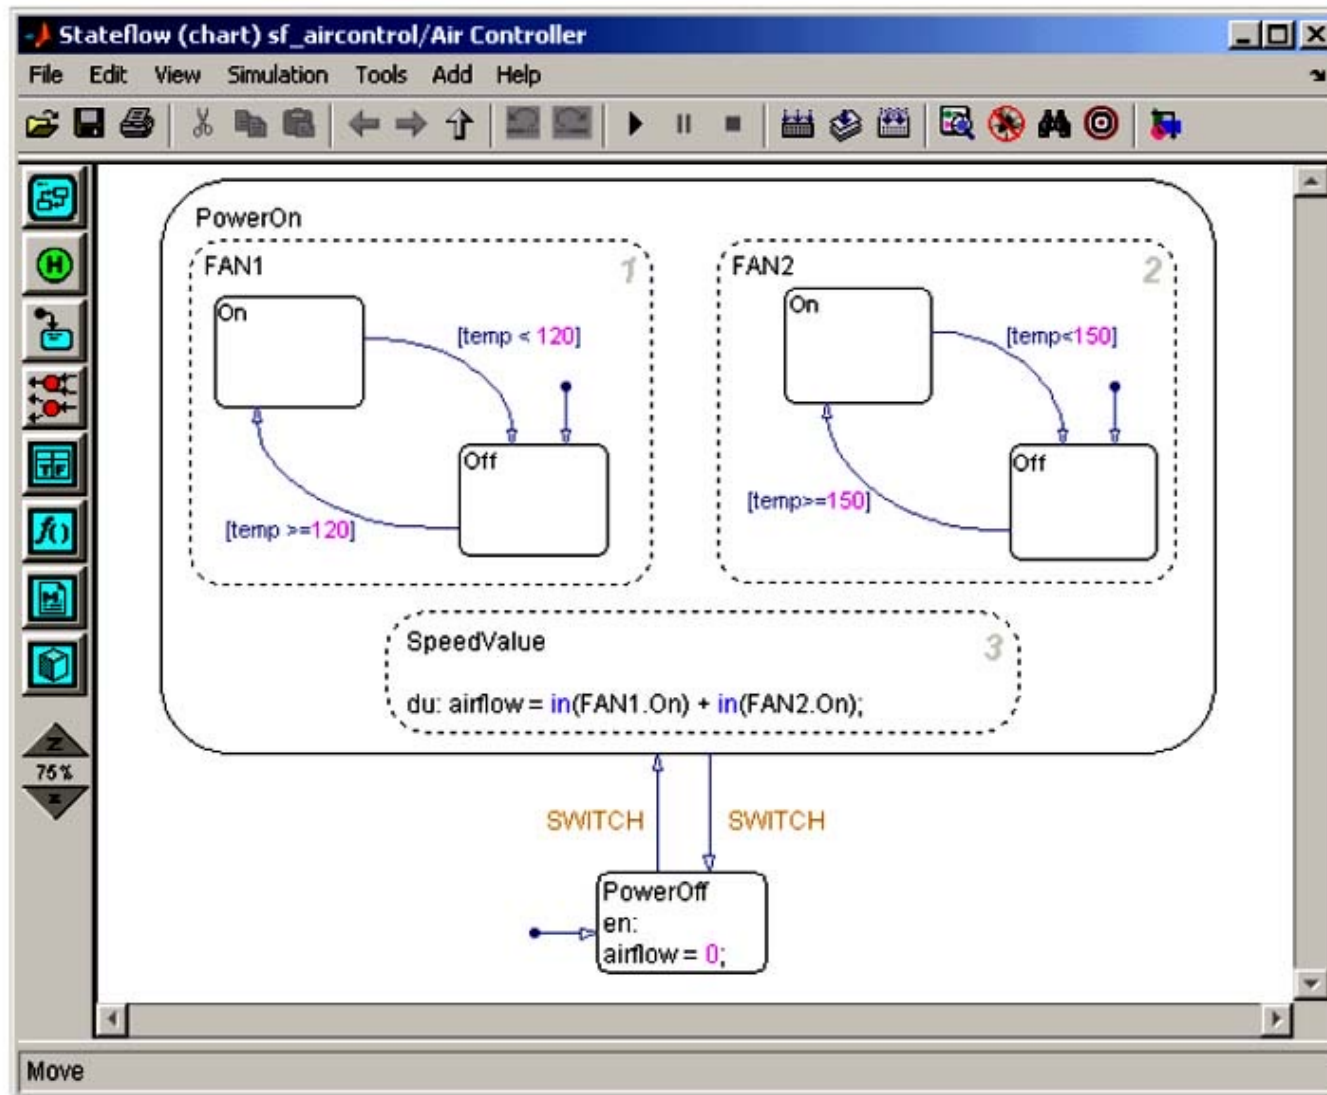 Stateflow (chart) sf_aircontrol/Air Controller
File Edit View Simulation Tools Add Help
PowerOn
FAN1 1
On
[temp < 120]
Off
[temp >=120]
FAN2 2
On
[temp<150]
Off
[temp>=150]
SpeedValue 3
du: airflow = in(FAN1.On) + in(FAN2.On);
SWITCH SWITCH
PowerOff
en:
airflow = 0;
H
T F
f()
M
Z
75%
Move